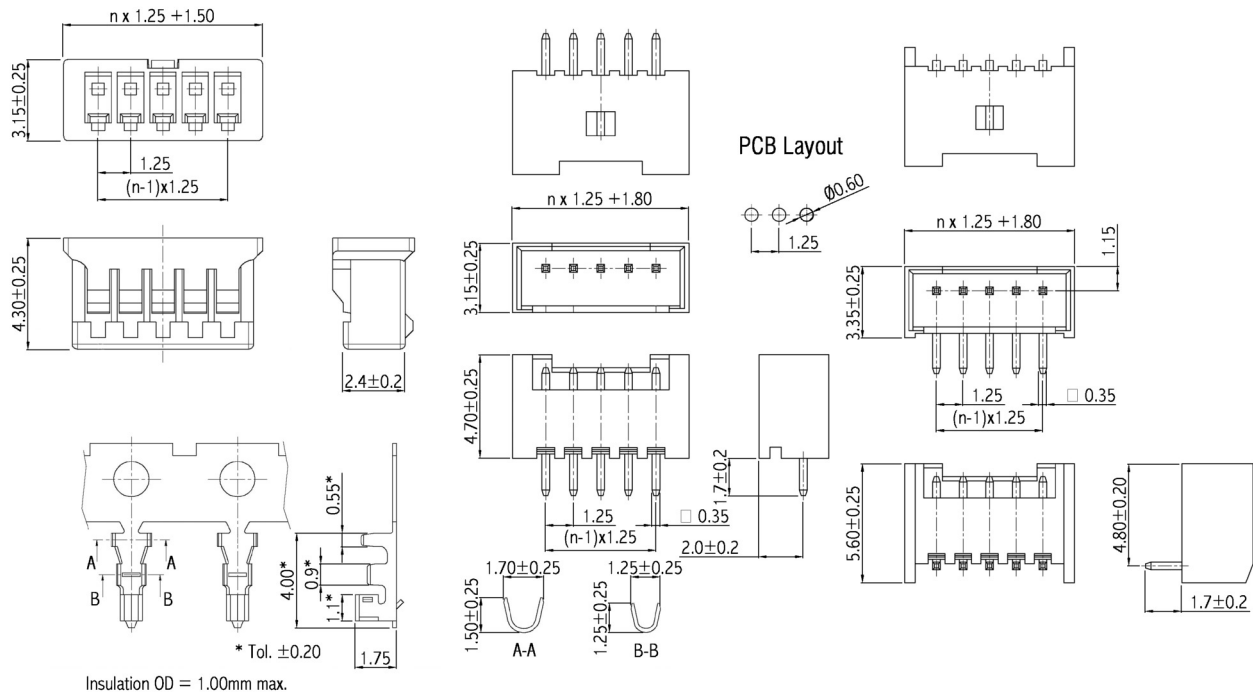 n x 1.25 +1.50
3.15±0.25
1.25
(n-1)x1.25
4.30±0.25
2.4±0.2
0.55*
A
A
B
B
4.00*
0.9*
1.1*
* Tol. ±0.20
1.75
Insulation OD = 1.00mm max.
n x 1.25 +1.80
3.15±0.25
4.70±0.25
1.25
(n-1)x1.25
□ 0.35
1.7±0.2
2.0±0.2
1.70±0.25
1.50±0.25
A-A
1.25±0.25
1.25±0.25
B-B
PCB Layout
Ø0.60
1.25
n x 1.25 +1.80
1.15
3.35±0.25
1.25
□ 0.35
(n-1)x1.25
5.60±0.25
4.80±0.20
1.7±0.2